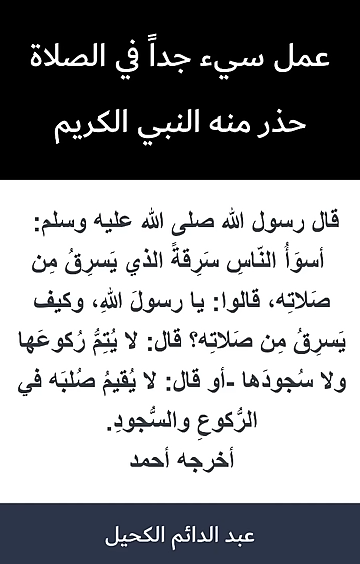 عمل سيء جداً في الصلاة
حذر منه النبي الكريم
قال رسول الله صلى الله عليه وسلم:
أسوَأُ النّاسِ سَرِقةً الذي يَسرِقُ مِن
صَلاتِه، قالوا: يا رسولَ اللهِ، وكيف
يَسرِقُ مِن صَلاتِه؟ قال: لا يُتِمُّ رُكوعَها
ولا سُجودَها -أو قال: لا يُقيمُ صُلبَه في
الرُّكوعِ والسُّجودِ.
أخرجه أحمد
عبد الدائم الكحيل